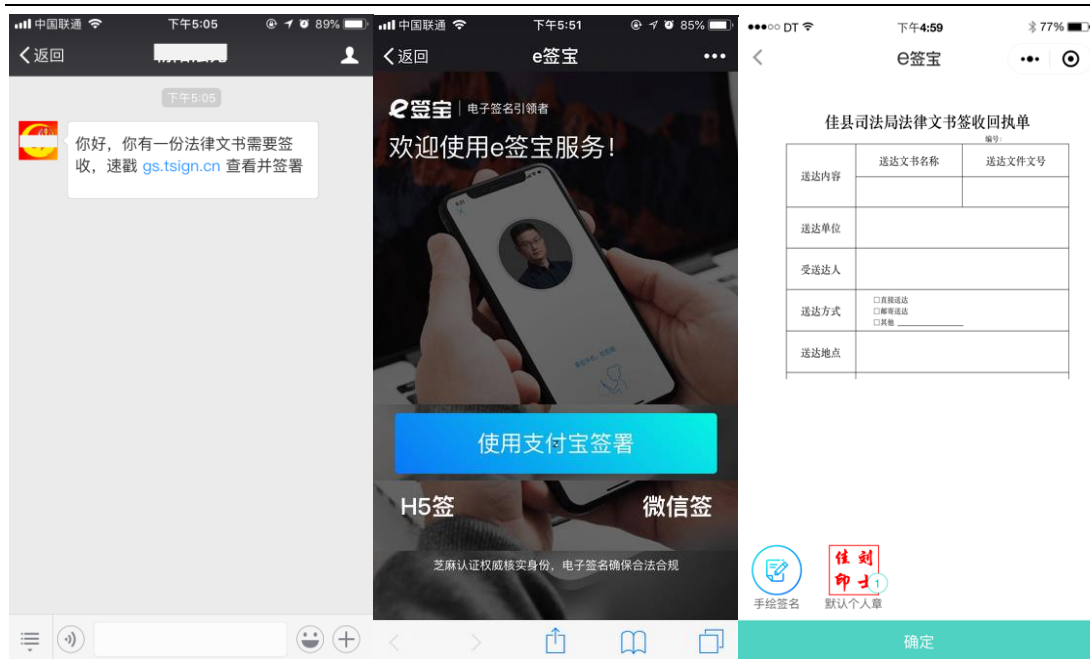 中国联通
下午5:05
89%
返回
下午5:05
你好，你有一份法律文书需要签
收，速戳 gs.tsign.cn 查看并签署
中国联通
下午5:51
85%
返回
e签宝
e签宝 | 电子签名引领者
欢迎使用e签宝服务！
使用支付宝签署
H5签
微信签
芝麻认证权威核实身份，电子签名确保合法合规
DT
下午4:59
77%
e签宝
佳县司法局法律文书签收回执单
编号：
送达内容
送达文书名称
送达文件文号
送达单位
受送达人
送达方式
□直接送达
□邮寄送达
□其他
送达地点
佳 刘
印 士
1
手绘签名
默认个人章
确定